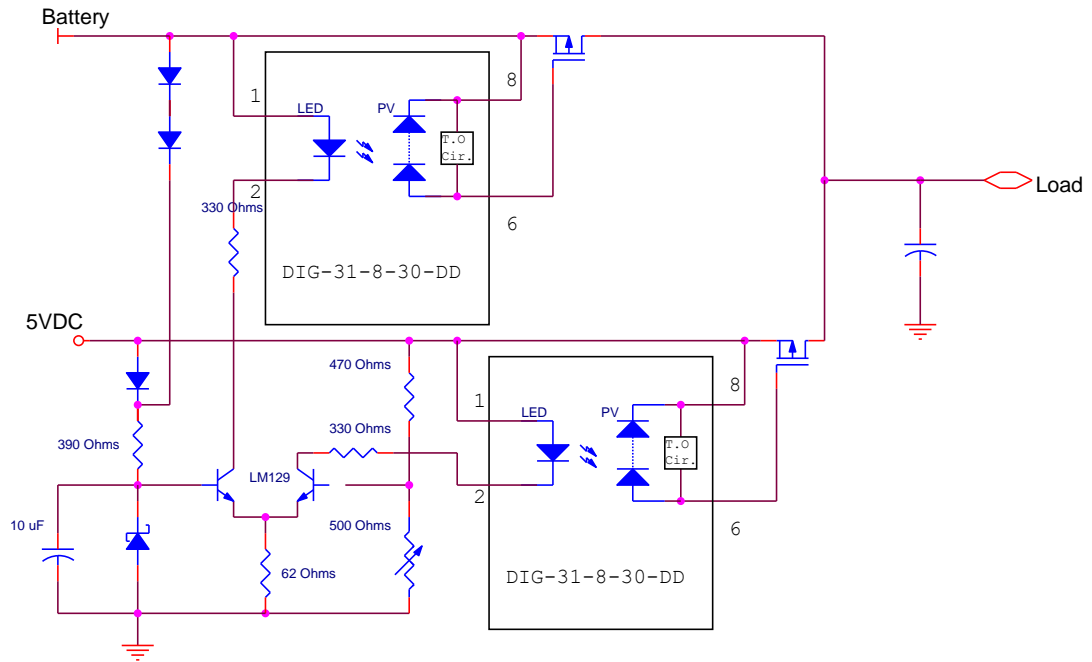 Battery
1
LED
PV
8
T.O
Cir.
2
330 Ohms
6
Load
DIG-31-8-30-DD
5VDC
470 Ohms
8
1
LED
PV
390 Ohms
330 Ohms
T.O
Cir.
LM129
2
10 uF
500 Ohms
6
62 Ohms
DIG-31-8-30-DD